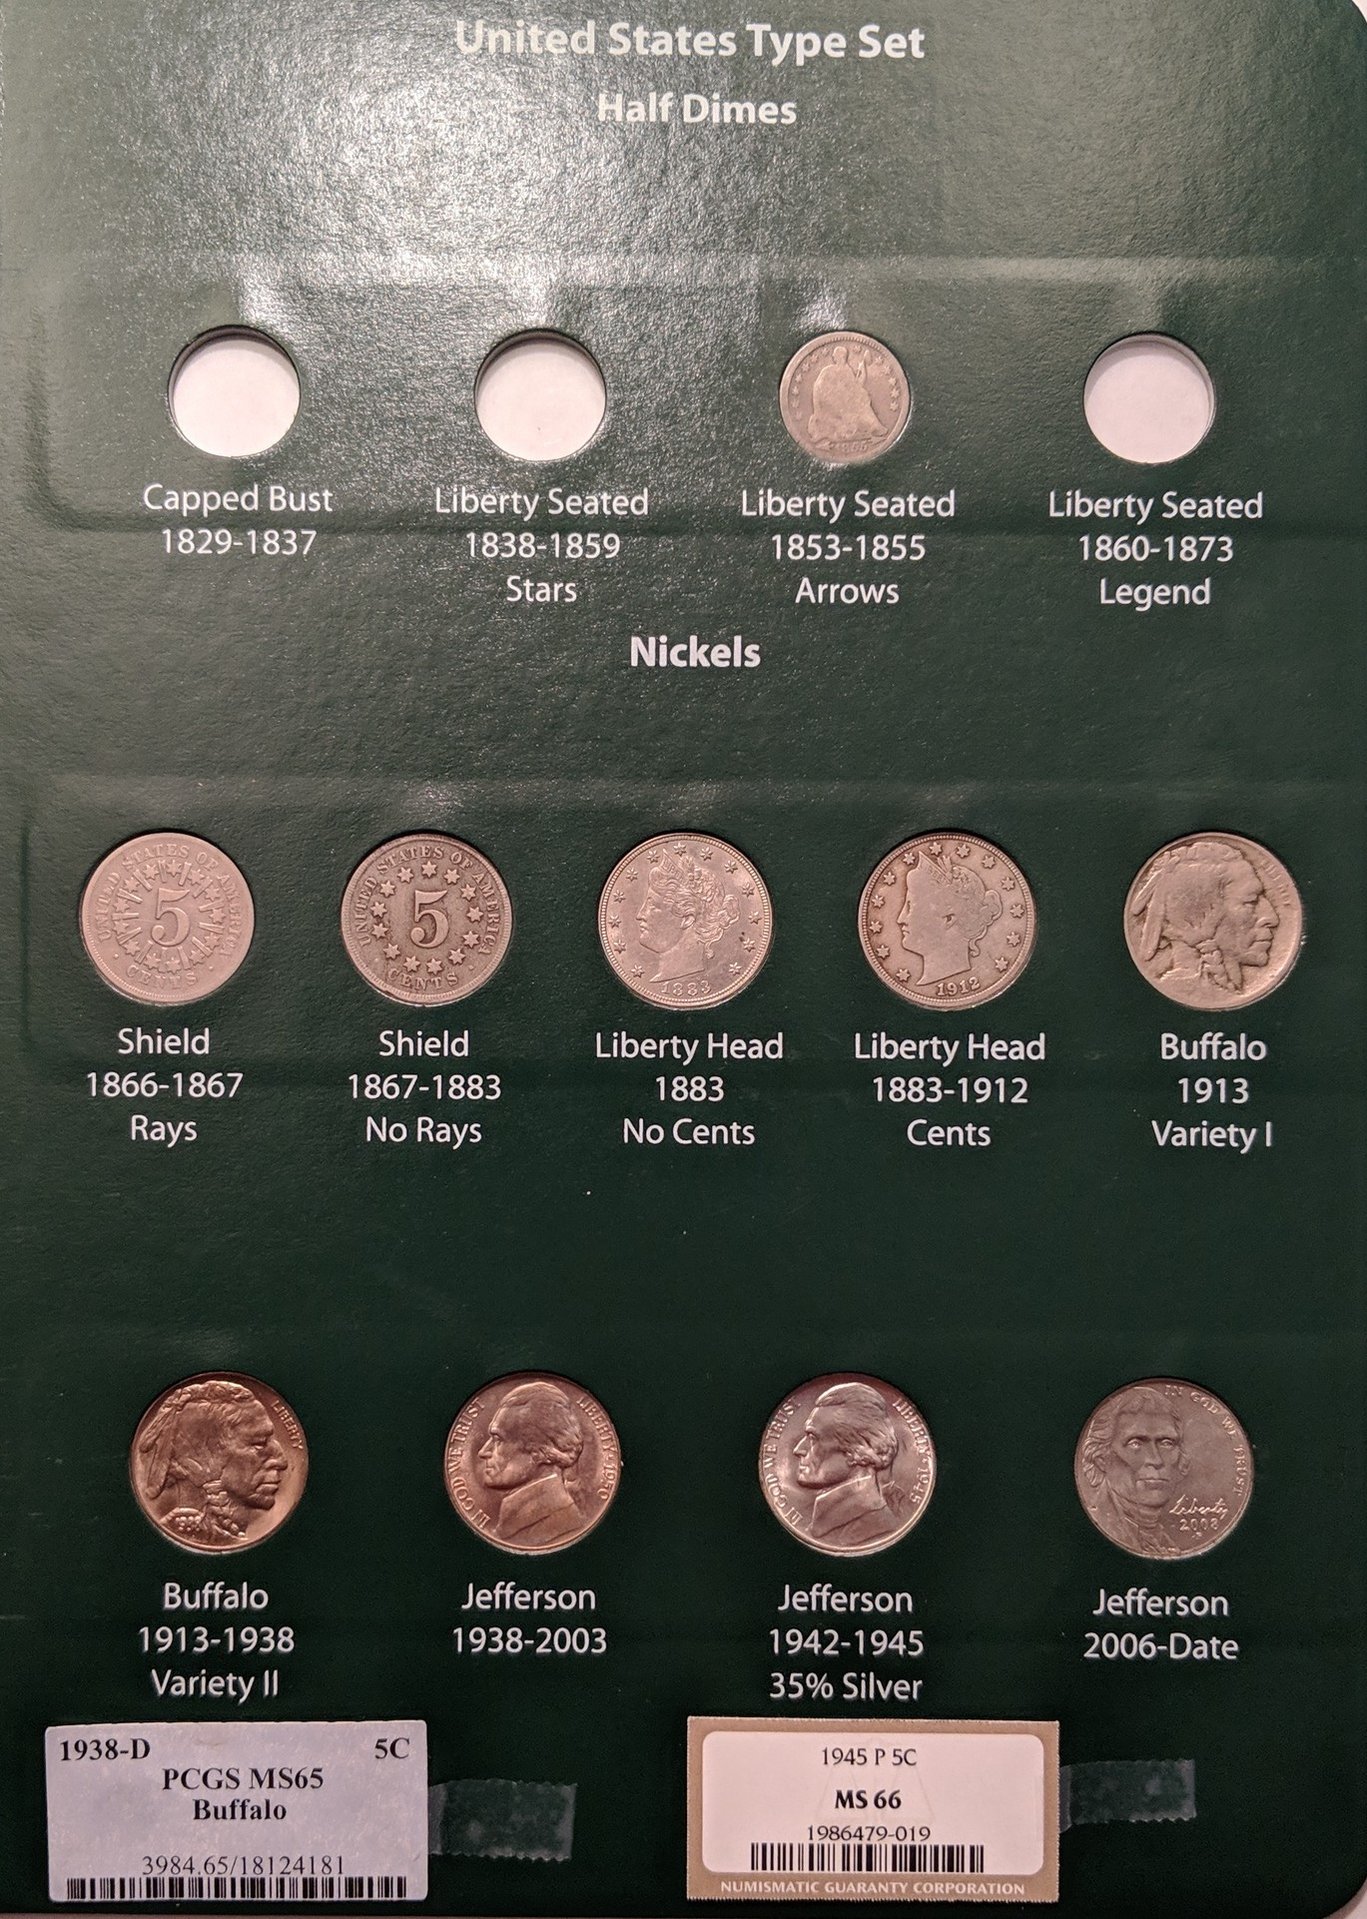 United States Type Set
Half Dimes
Capped Bust
1829-1837
Liberty Seated
1838-1859
Stars
Liberty Seated
1853-1855
Arrows
Liberty Seated
1860-1873
Legend
Nickels
UNITED STATES OF AMERICA
5
CENTS
UNITED STATES OF AMERICA
5
CENTS
1883
1912
Shield
1866-1867
Rays
Shield
1867-1883
No Rays
Liberty Head
1883
No Cents
Liberty Head
1883-1912
Cents
Buffalo
1913
Variety I
LIBERTY
IN GOD WE TRUST
LIBERTY 1970
IN GOD WE TRUST
LIBERTY 1945
IN GOD WE TRUST
Liberty
2008
Buffalo
1913-1938
Variety II
Jefferson
1938-2003
Jefferson
1942-1945
35% Silver
Jefferson
2006-Date
1938-D 5C
PCGS MS65
Buffalo
3984.65/18124181
1945 P 5C
MS 66
1986479-019
NUMISMATIC GUARANTY CORPORATION